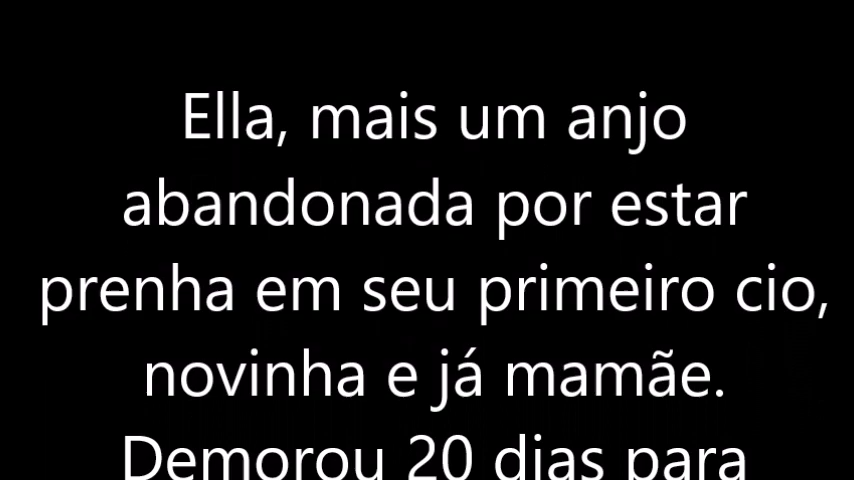 Ella, mais um anjo
abandonada por estar
prenha em seu primeiro cio,
novinha e já mamãe.
Demorou 20 dias para